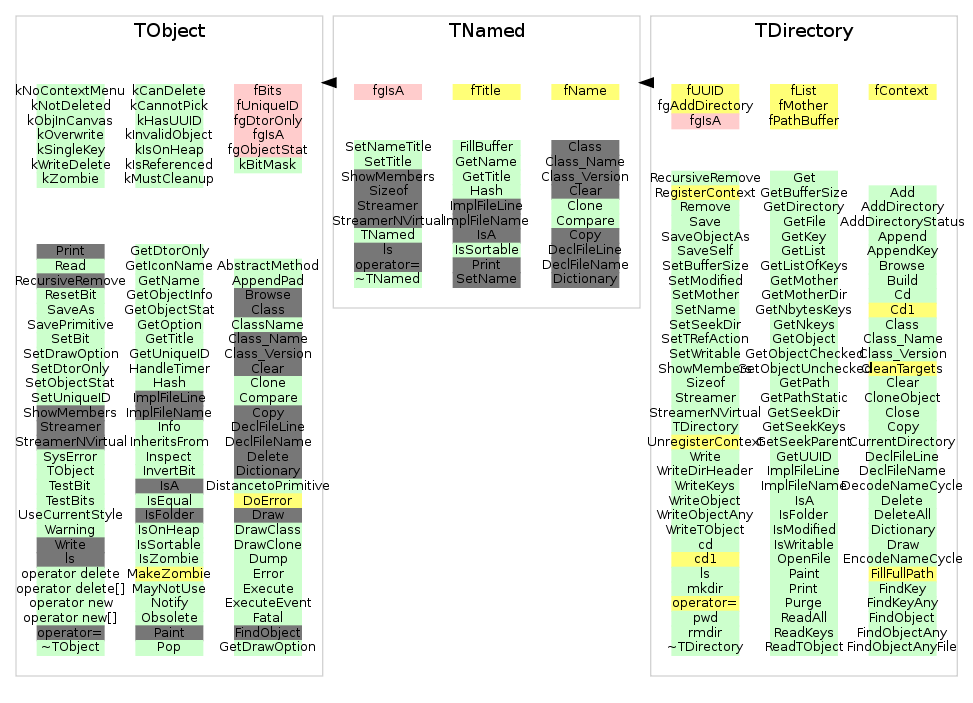 TObject
kNoContextMenu
kNotDeleted
kObjInCanvas
kOverwrite
kSingleKey
kWriteDelete
kZombie
kCanDelete
kCannotPick
kHasUUID
kInvalidObject
kIsOnHeap
kIsReferenced
kMustCleanup
fBits
fUniqueID
fgDtorOnly
fgIsA
fgObjectStat
kBitMask
Print
Read
RecursiveRemove
ResetBit
SaveAs
SavePrimitive
SetBit
SetDrawOption
SetDtorOnly
SetObjectStat
SetUniqueID
ShowMembers
Streamer
StreamerNVirtual
SysError
TObject
TestBit
TestBits
UseCurrentStyle
Warning
Write
ls
operator delete
operator delete[]
operator new
operator new[]
operator=
~TObject
GetDtorOnly
GetIconName
GetName
GetObjectInfo
GetObjectStat
GetOption
GetTitle
GetUniqueID
HandleTimer
Hash
ImplFileLine
ImplFileName
Info
InheritsFrom
Inspect
InvertBit
IsA
IsEqual
IsFolder
IsOnHeap
IsSortable
IsZombie
MakeZombie
MayNotUse
Notify
Obsolete
Paint
Pop
AbstractMethod
AppendPad
Browse
Class
ClassName
Class_Name
Class_Version
Clear
Clone
Compare
Copy
DeclFileLine
DeclFileName
Delete
Dictionary
DistancetoPrimitive
DoError
Draw
DrawClass
DrawClone
Dump
Error
Execute
ExecuteEvent
Fatal
FindObject
GetDrawOption
TNamed
fgIsA
fTitle
fName
SetNameTitle
SetTitle
ShowMembers
Sizeof
Streamer
StreamerNVirtual
TNamed
ls
operator=
~TNamed
FillBuffer
GetName
GetTitle
Hash
ImplFileLine
ImplFileName
IsA
IsSortable
Print
SetName
Class
Class_Name
Class_Version
Clear
Clone
Compare
Copy
DeclFileLine
DeclFileName
Dictionary
TDirectory
fUUID
fgAddDirectory
fgIsA
fList
fMother
fPathBuffer
fContext
RecursiveRemove
RegisterContext
Remove
Save
SaveObjectAs
SaveSelf
SetBufferSize
SetModified
SetMother
SetName
SetSeekDir
SetTRefAction
SetWritable
ShowMembers
Sizeof
Streamer
StreamerNVirtual
TDirectory
UnregisterContext
Write
WriteDirHeader
WriteKeys
WriteObject
WriteObjectAny
WriteTObject
cd
cd1
ls
mkdir
operator=
pwd
rmdir
~TDirectory
Get
GetBufferSize
GetDirectory
GetFile
GetKey
GetList
GetListOfKeys
GetMother
GetMotherDir
GetNbytesKeys
GetNkeys
GetObject
GetObjectChecked
GetObjectUnchecked
GetPath
GetPathStatic
GetSeekDir
GetSeekKeys
GetSeekParent
GetUUID
ImplFileLine
ImplFileName
IsA
IsFolder
IsModified
IsWritable
OpenFile
Paint
Print
Purge
ReadAll
ReadKeys
ReadTObject
Add
AddDirectory
AddDirectoryStatus
Append
AppendKey
Browse
Build
Cd
Cd1
Class
Class_Name
Class_Version
CleanTargets
Clear
CloneObject
Close
Copy
CurrentDirectory
DeclFileLine
DeclFileName
DecodeNameCycle
Delete
DeleteAll
Dictionary
Draw
EncodeNameCycle
FillFullPath
FindKey
FindKeyAny
FindObject
FindObjectAny
FindObjectAnyFile